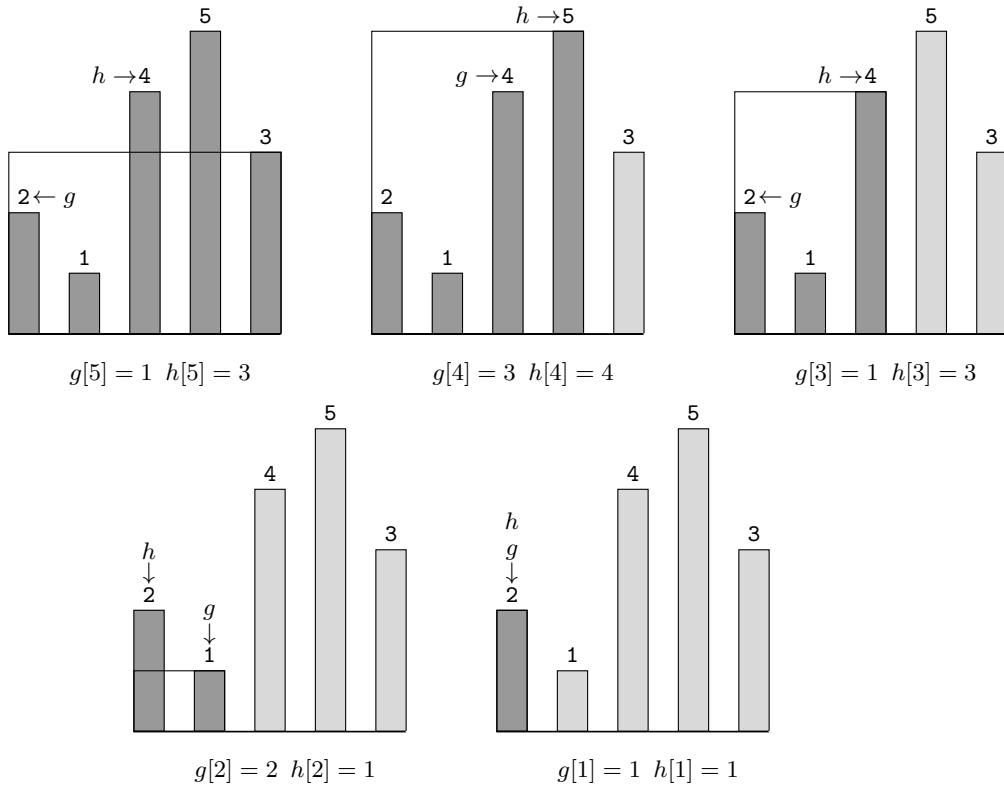 5
h →4
3
2← g
1
g[5] = 1 h[5] = 3
h →5
g →4
3
2
1
g[4] = 3 h[4] = 4
5
h →4
3
2← g
1
g[3] = 1 h[3] = 3
5
4
3
h
↓
2
g
↓
1
g[2] = 2 h[2] = 1
5
4
3
h
g
↓
2
1
g[1] = 1 h[1] = 1